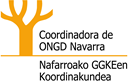 Coordinadora de
ONGD Navarra
Nafarroako GGKEen
Koordinakundea